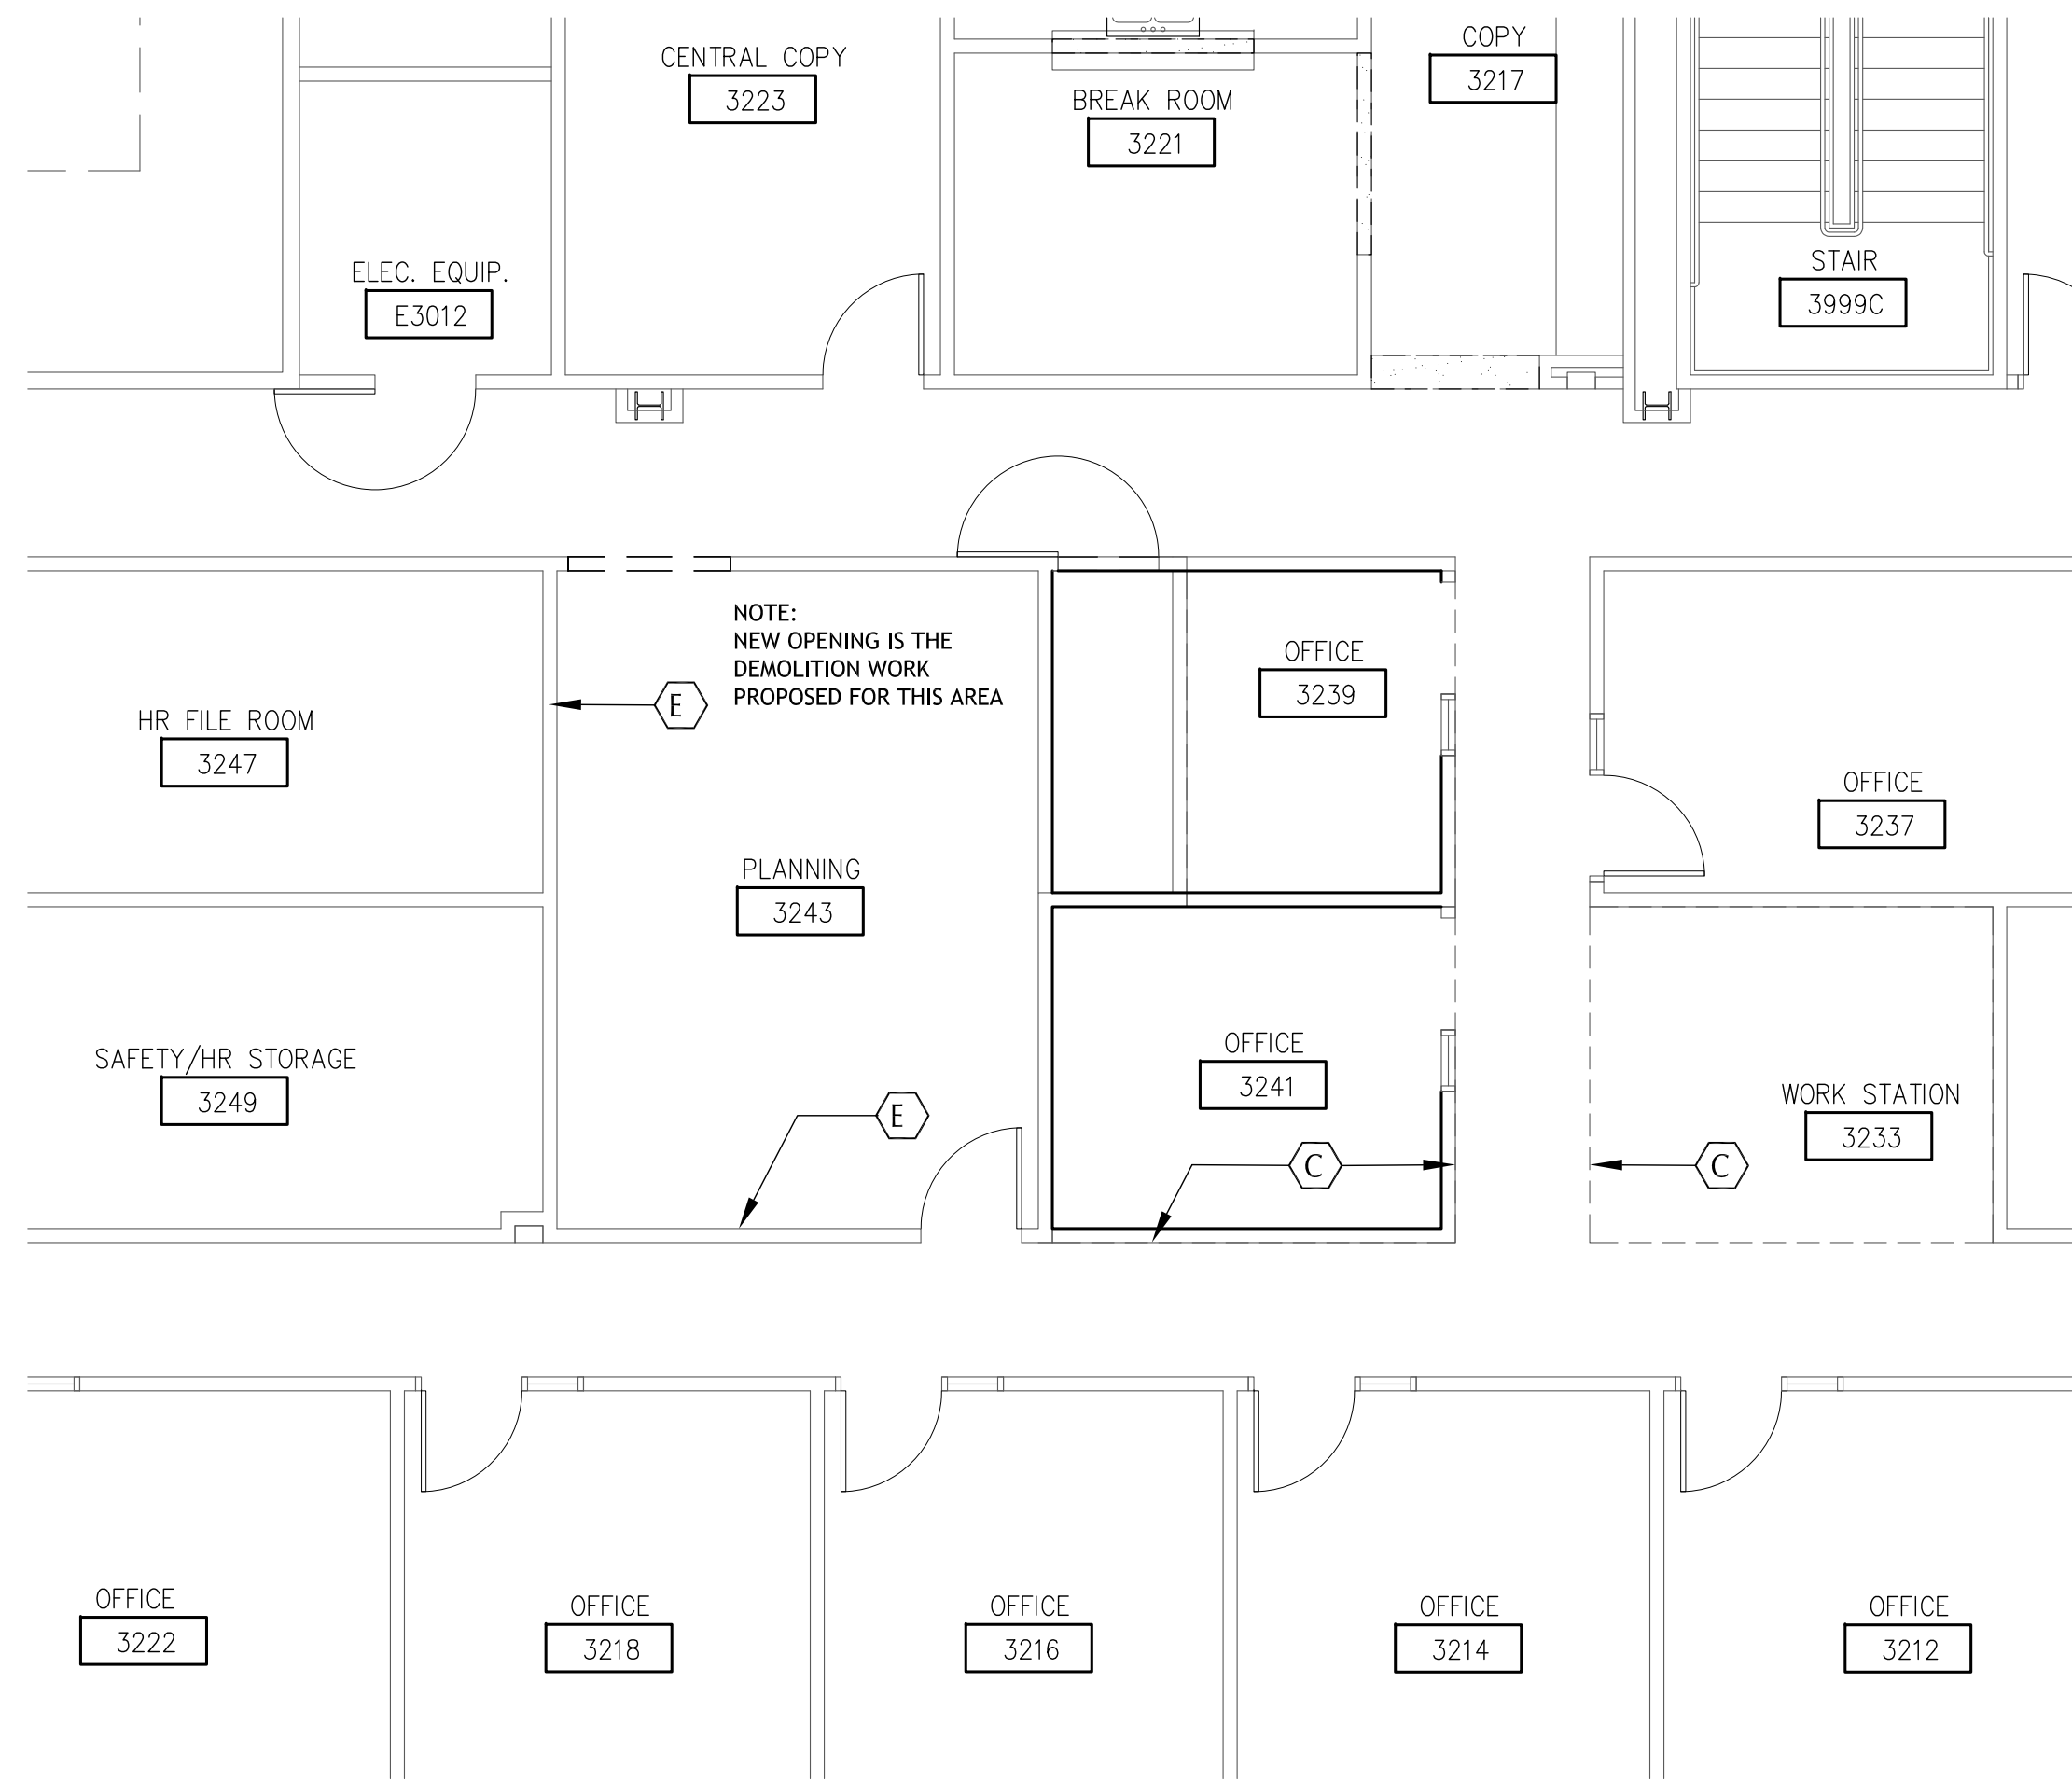 CENTRAL COPY
3223
COPY
3217
BREAK ROOM
3221
ELEC. EQUIP.
E3012
STAIR
3999C
NOTE:
NEW OPENING IS THE
DEMOLITION WORK
PROPOSED FOR THIS AREA
E
HR FILE ROOM
3247
OFFICE
3239
OFFICE
3237
PLANNING
3243
SAFETY/HR STORAGE
3249
E
OFFICE
3241
C
WORK STATION
3233
C
OFFICE
3222
OFFICE
3218
OFFICE
3216
OFFICE
3214
OFFICE
3212